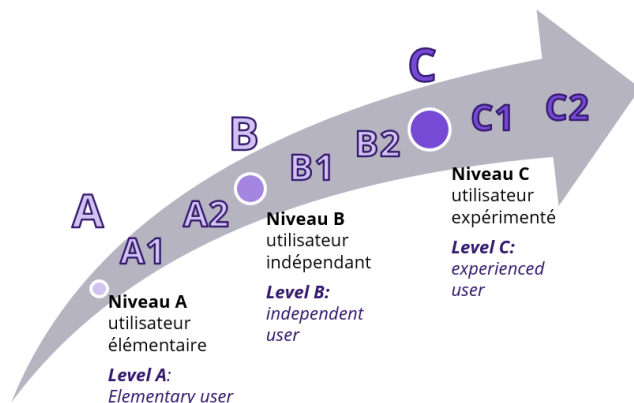 A
A1
A2
Niveau A
utilisateur
élémentaire
Level A:
Elementary user
B
B1
B2
Niveau B
utilisateur
indépendant
Level B:
independent
user
C
C1
C2
Niveau C
utilisateur
expérimenté
Level C:
experienced
user